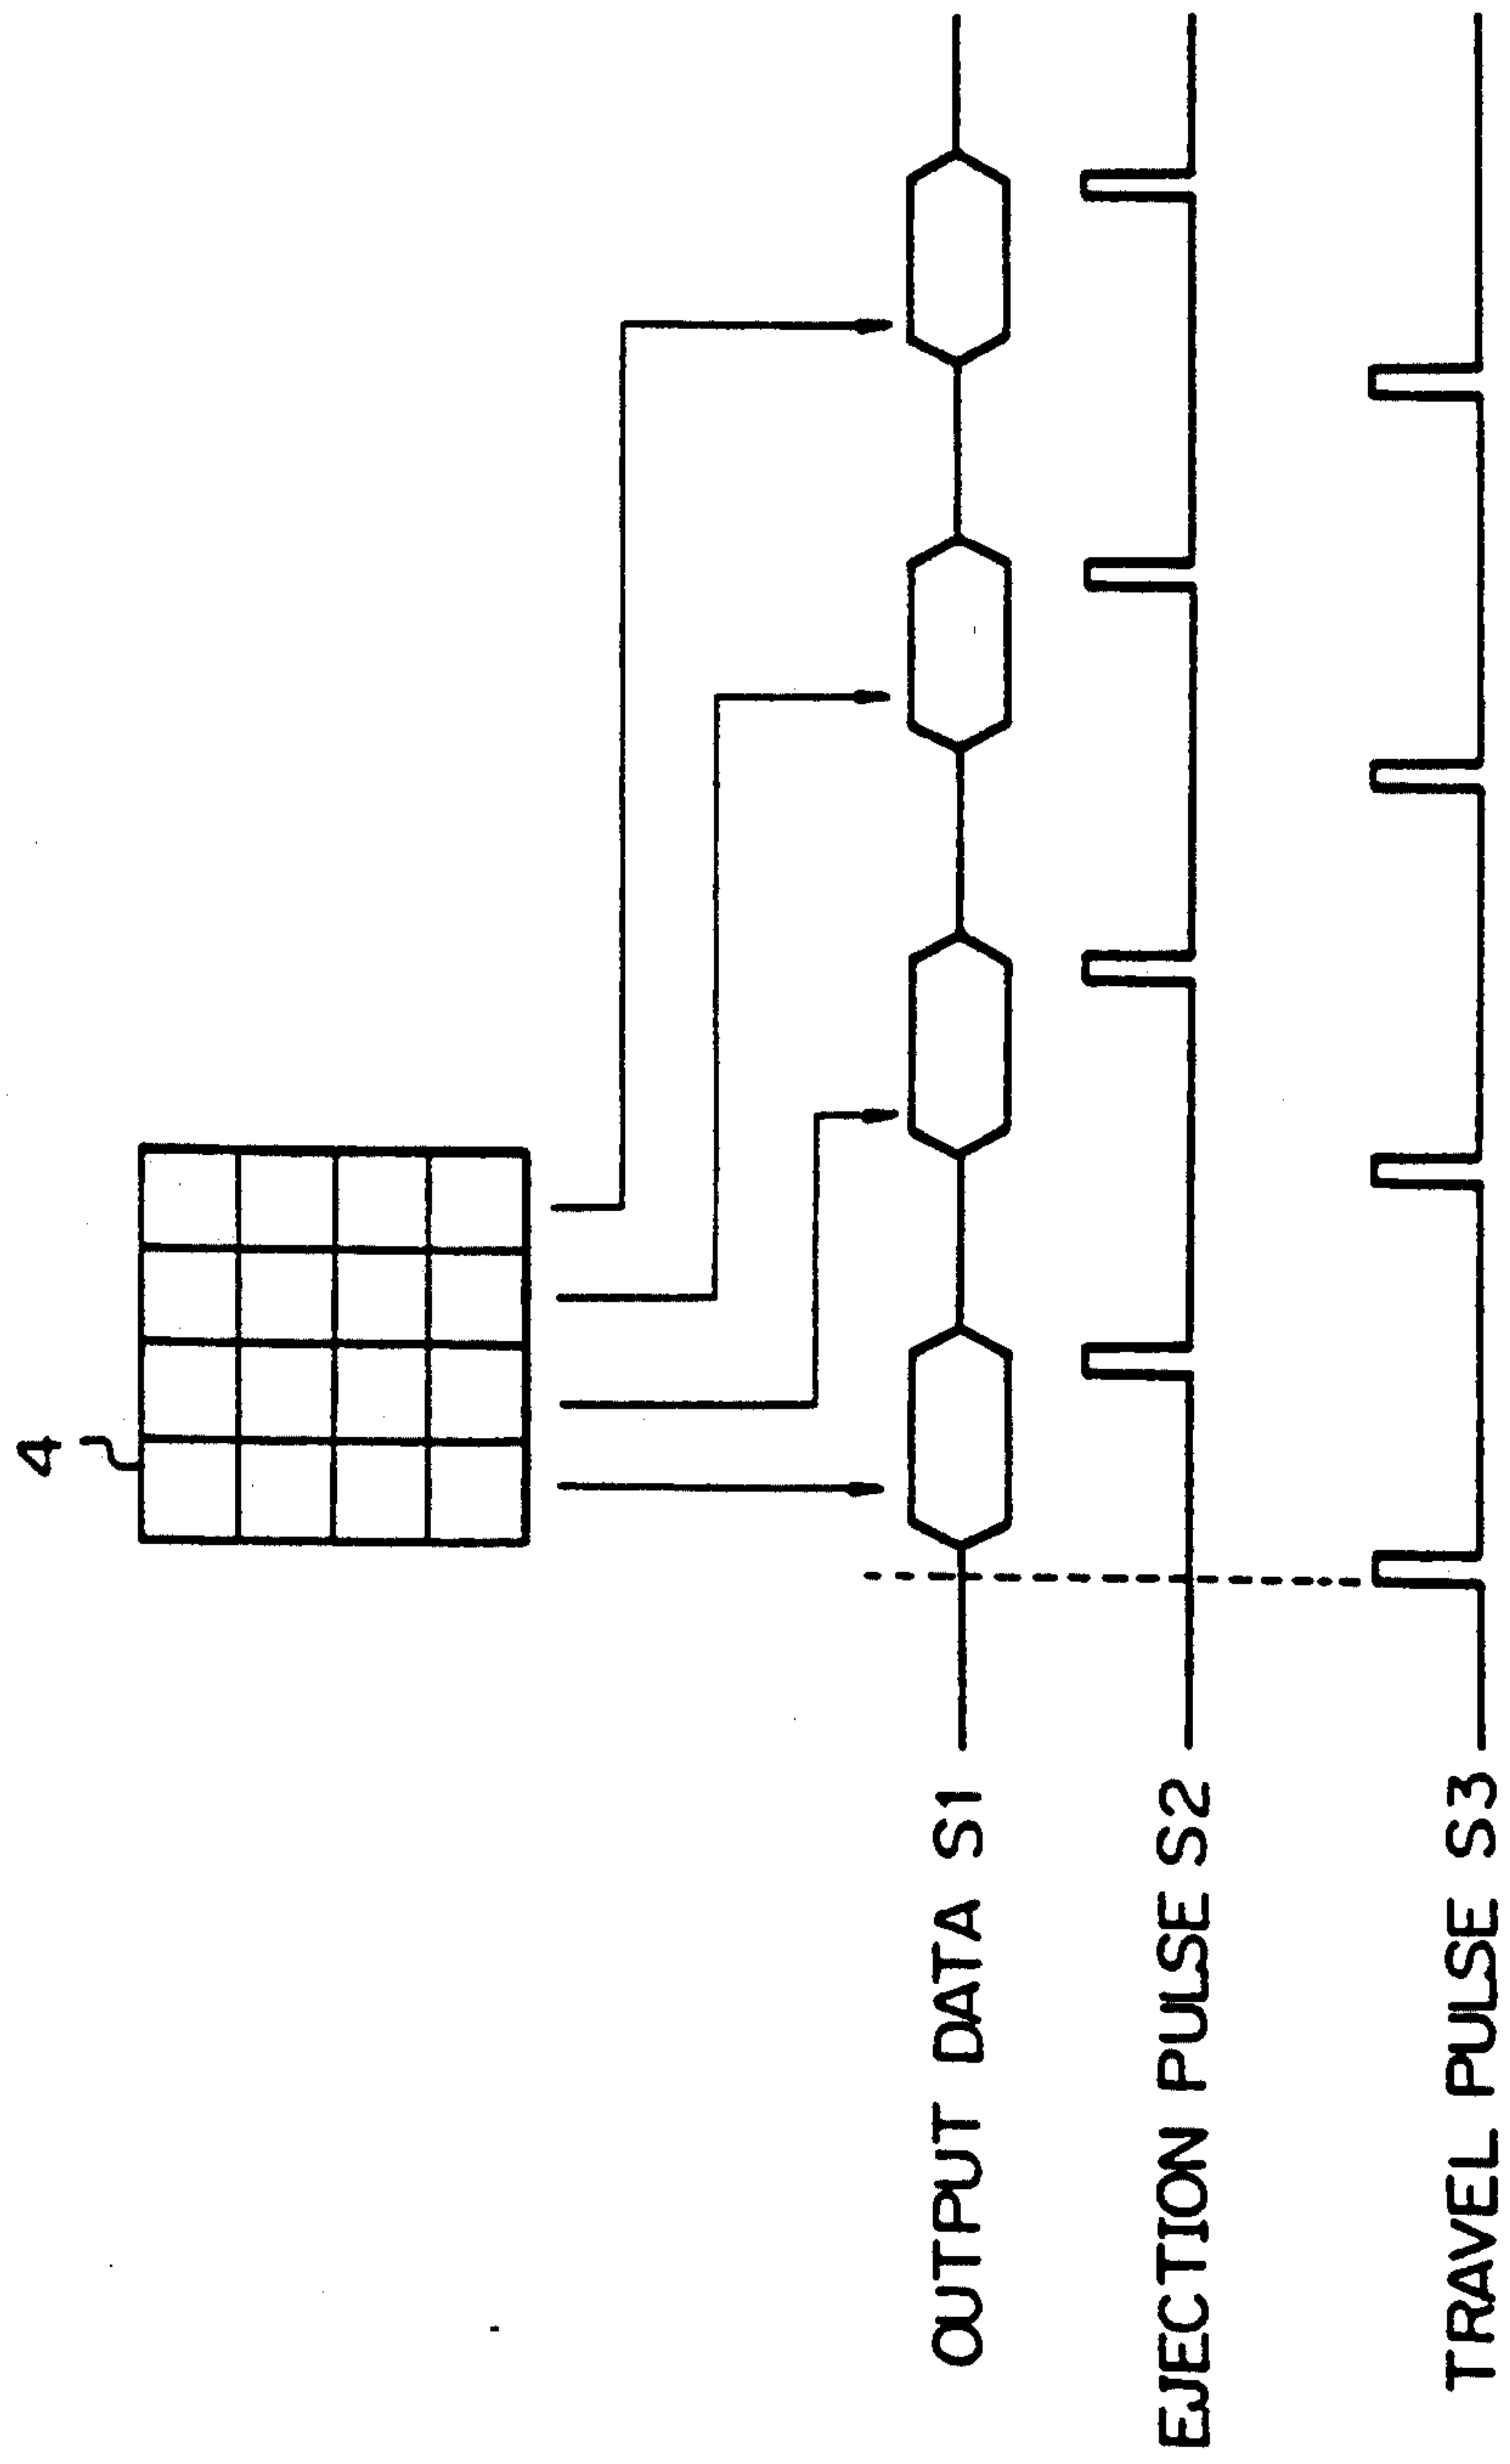 4
OUTPUT DATA S1
EJECTION PULSE S2
TRAVEL PULSE S3